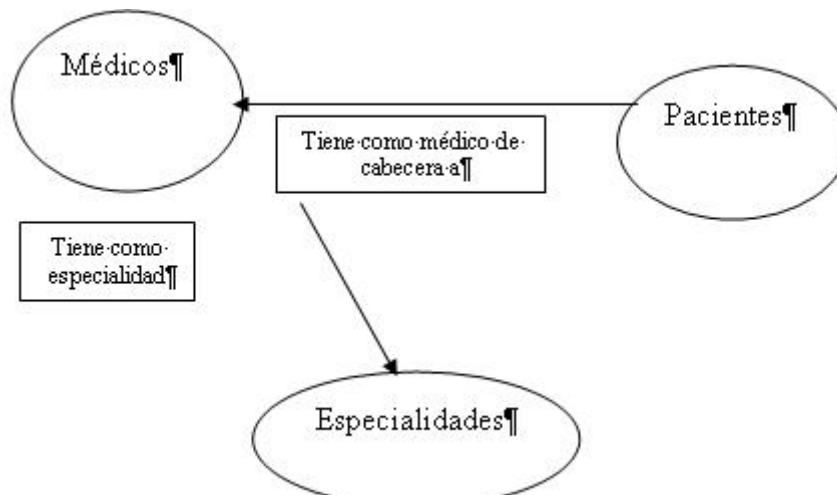 Médicos¶
Pacientes¶
Tiene·como·médico·de·
cabecera·a¶
Tiene·como·
especialidad¶
Especialidades¶